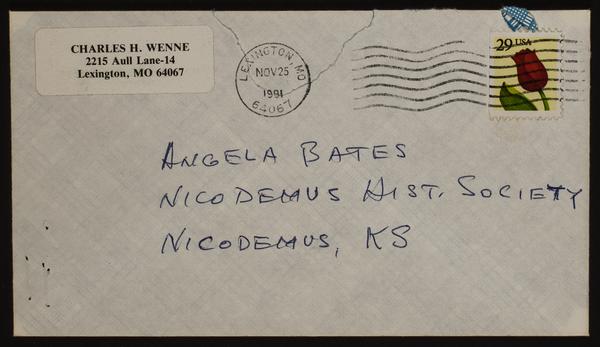 CHARLES H. WENNE
2215 Aull Lane-14
Lexington, MO 64067
LEXINGTON, MO
NOV 25
1991
64067
29 USA
ANGELA BATES
NICODEMUS HIST. SOCIETY
NICODEMUS, KS